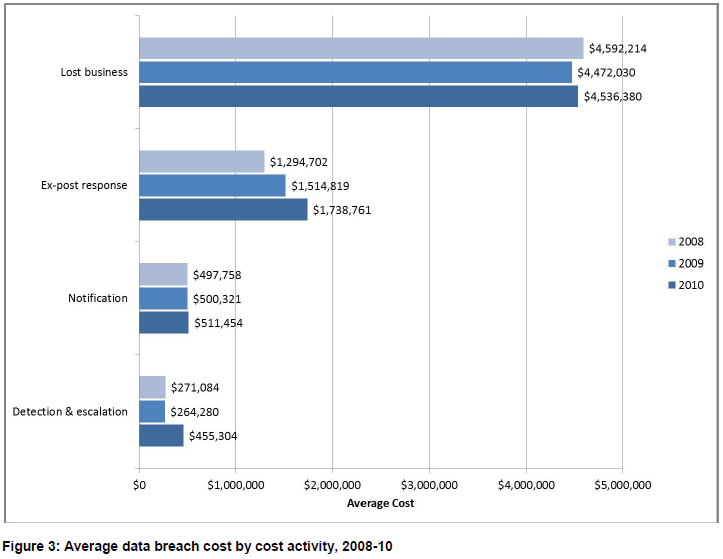 Lost business
$4,592,214
$4,472,030
$4,536,380
Ex-post response
$1,294,702
$1,514,819
$1,738,761
Notification
$497,758
$500,321
$511,454
Detection & escalation
$271,084
$264,280
$455,304
2008
2009
2010
$0 $1,000,000 $2,000,000 $3,000,000 $4,000,000 $5,000,000
Average Cost
Figure 3: Average data breach cost by cost activity, 2008-10